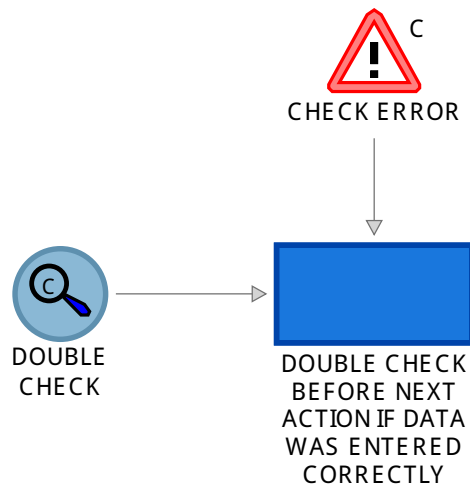 C
!
CHECK ERROR
C
DOUBLE
CHECK
DOUBLE CHECK
BEFORE NEXT
ACTION IF DATA
WAS ENTERED
CORRECTLY